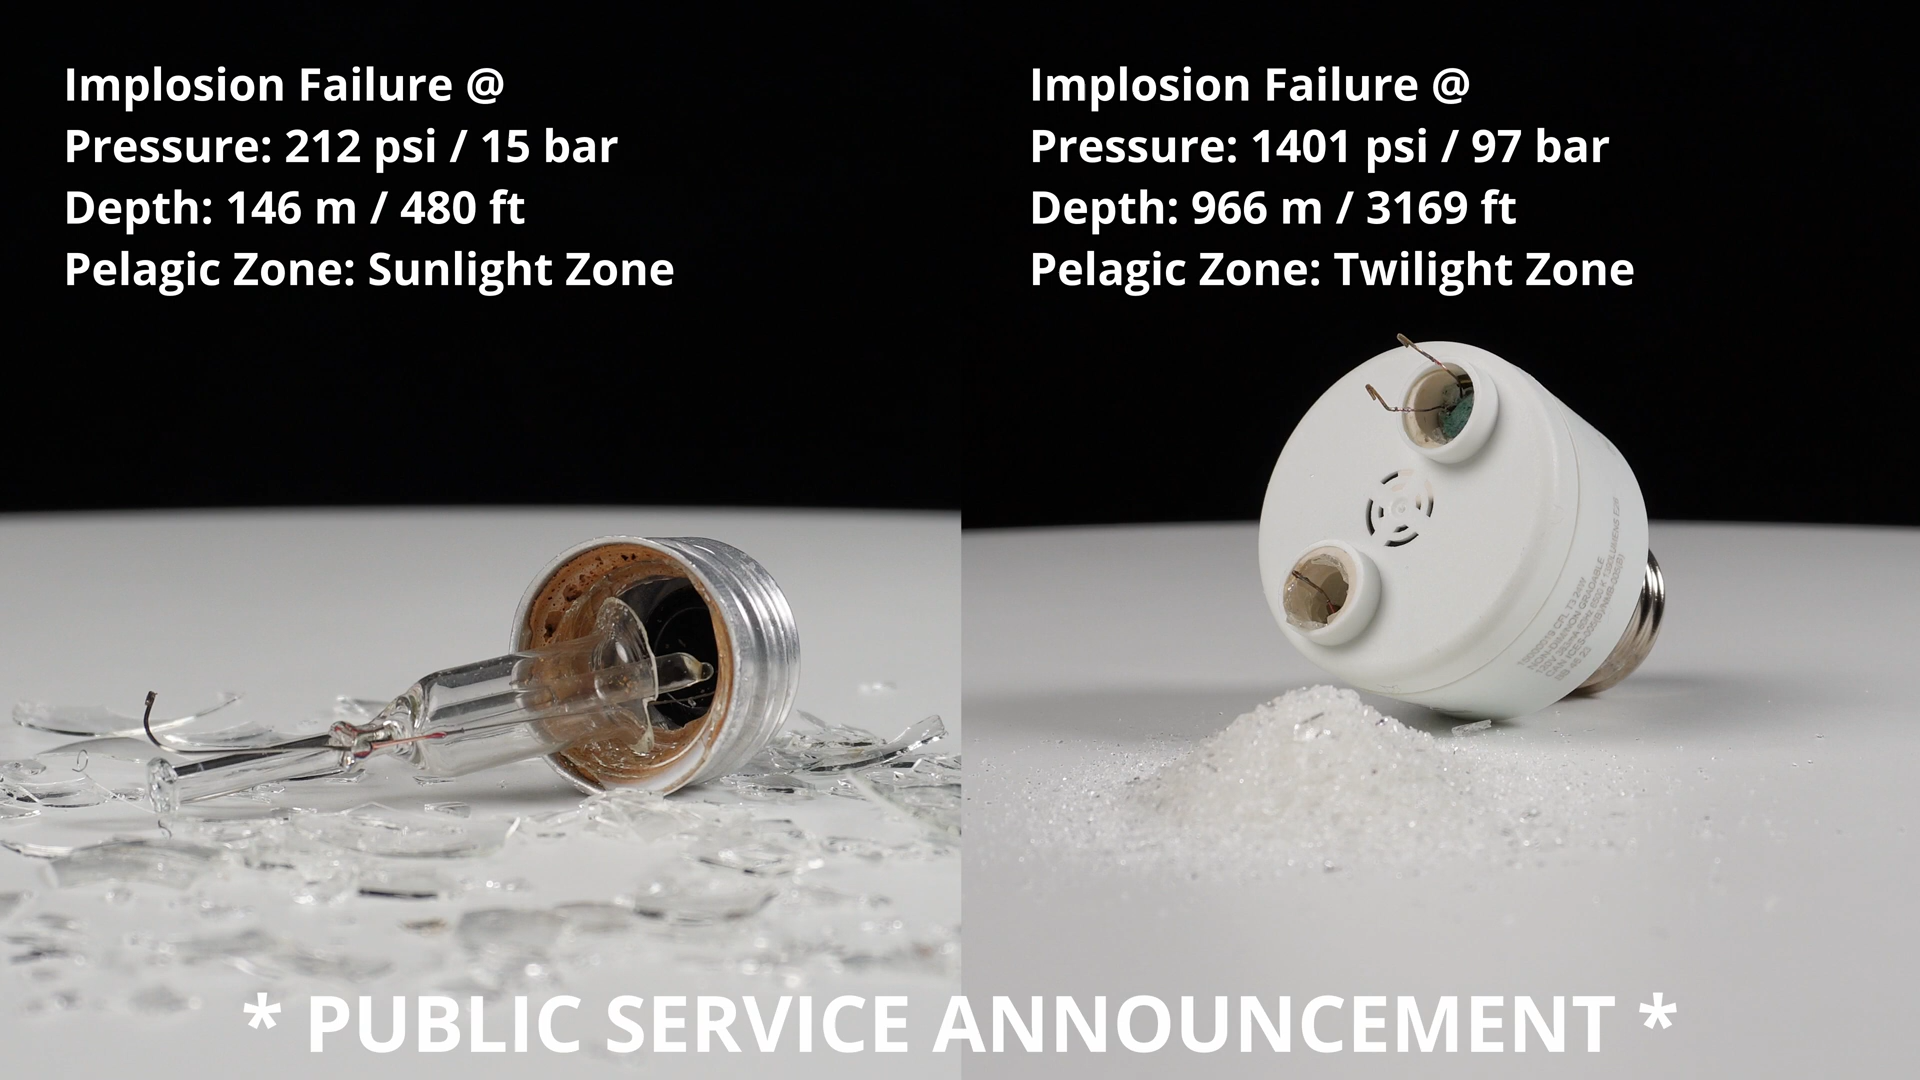 Implosion Failure @
Pressure: 212 psi / 15 bar
Depth: 146 m / 480 ft
Pelagic Zone: Sunlight Zone
Implosion Failure @
Pressure: 1401 psi / 97 bar
Depth: 966 m / 3169 ft
Pelagic Zone: Twilight Zone
* PUBLIC SERVICE ANNOUNCEMENT *